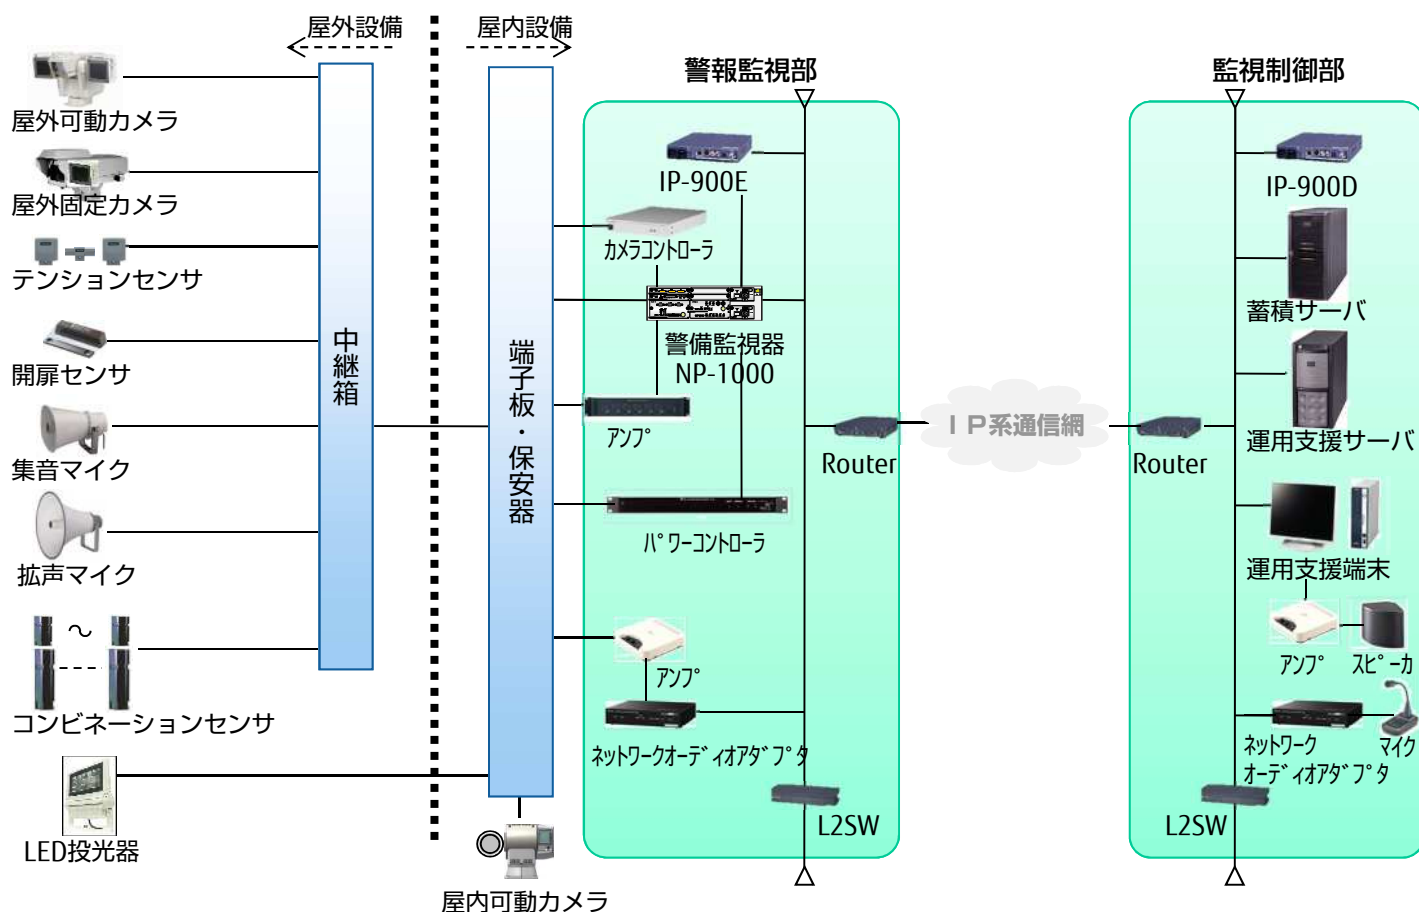 屋外設備
屋内設備
屋外可動カメラ
屋外固定カメラ
テンションセンサ
開扉センサ
集音マイク
拡声マイク
～
コンビネーションセンサ
LED投光器
中継箱
端子板・保安器
屋内可動カメラ
警報監視部
IP-900E
ｶﾒﾗｺﾝﾄﾛｰﾗ
警備監視器
NP-1000
ｱﾝﾌﾟ
Router
ﾊﾟﾜｰｺﾝﾄﾛｰﾗ
ｱﾝﾌﾟ
ﾈｯﾄﾜｰｸｵｰﾃﾞｨｵｱﾀﾞﾌﾟﾀ
L2SW
ＩＰ系通信網
監視制御部
IP-900D
蓄積サーバ
運用支援サーバ
Router
運用支援端末
ｱﾝﾌﾟ
ｽﾋﾟｰｶ
ﾈｯﾄﾜｰｸ
ｵｰﾃﾞｨｵｱﾀﾞﾌﾟﾀ
ﾏｲｸ
L2SW